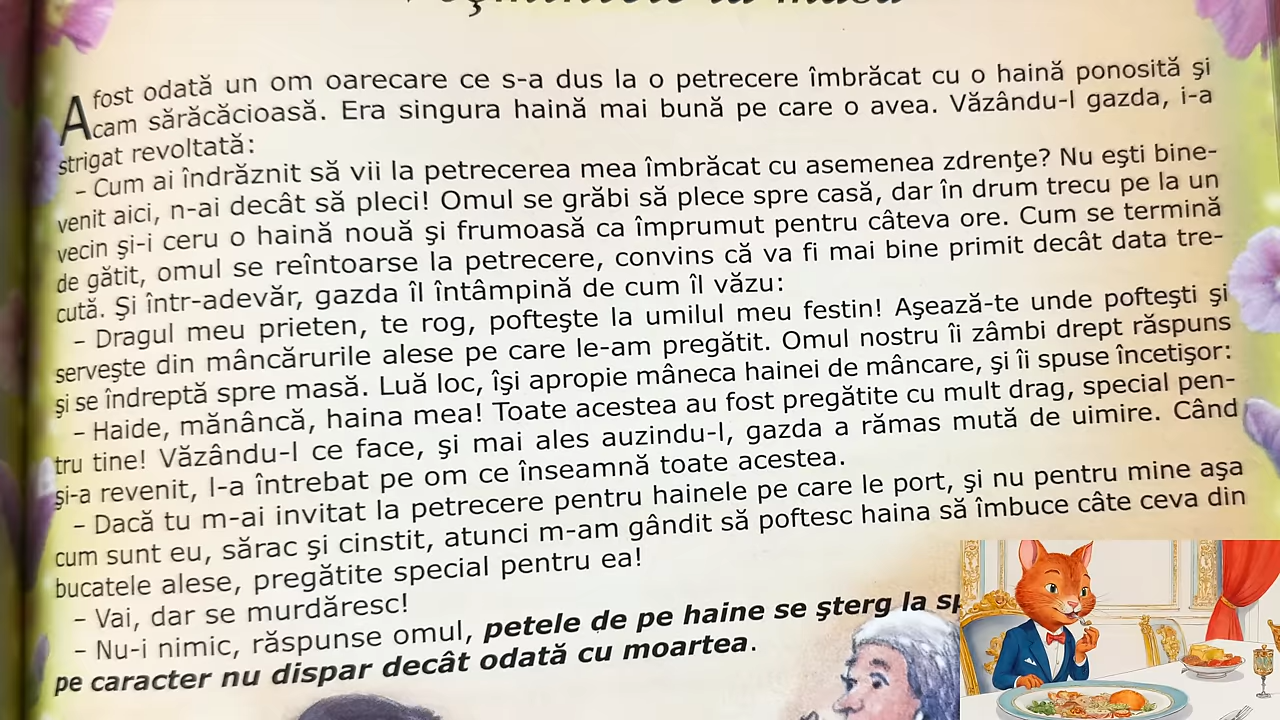 la masă
A fost odată un om oarecare ce s-a dus la o petrecere îmbrăcat cu o haină ponosită şi
cam sărăcăcioasă. Era singura haină mai bună pe care o avea. Văzându-l gazda, i-a
strigat revoltată:
– Cum ai îndrăznit să vii la petrecerea mea îmbrăcat cu asemenea zdrenţe? Nu eşti bine-
venit aici, n-ai decât să pleci! Omul se grăbi să plece spre casă, dar în drum trecu pe la un
vecin şi-i ceru o haină nouă şi frumoasă ca împrumut pentru câteva ore. Cum se termină
de gătit, omul se reîntoarse la petrecere, convins că va fi mai bine primit decât data tre-
cută. Şi într-adevăr, gazda îl întâmpină de cum îl văzu:
– Dragul meu prieten, te rog, pofteşte la umilul meu festin! Aşează-te unde pofteşti şi
serveşte din mâncărurile alese pe care le-am pregătit. Omul nostru îi zâmbi drept răspuns
şi se îndreptă spre masă. Luă loc, îşi apropie mâneca hainei de mâncare, şi îi spuse încetişor:
– Haide, mănâncă, haina mea! Toate acestea au fost pregătite cu mult drag, special pen-
tru tine! Văzându-l ce face, şi mai ales auzindu-l, gazda a rămas mută de uimire. Când
şi-a revenit, l-a întrebat pe om ce înseamnă toate acestea.
– Dacă tu m-ai invitat la petrecere pentru hainele pe care le port, şi nu pentru mine aşa
cum sunt eu, sărac şi cinstit, atunci m-am gândit să poftesc haina să îmbuce câte ceva din
bucatele alese, pregătite special pentru ea!
– Vai, dar se murdăresc!
– Nu-i nimic, răspunse omul, petele de pe haine se şterg la
pe caracter nu dispar decât odată cu moartea.